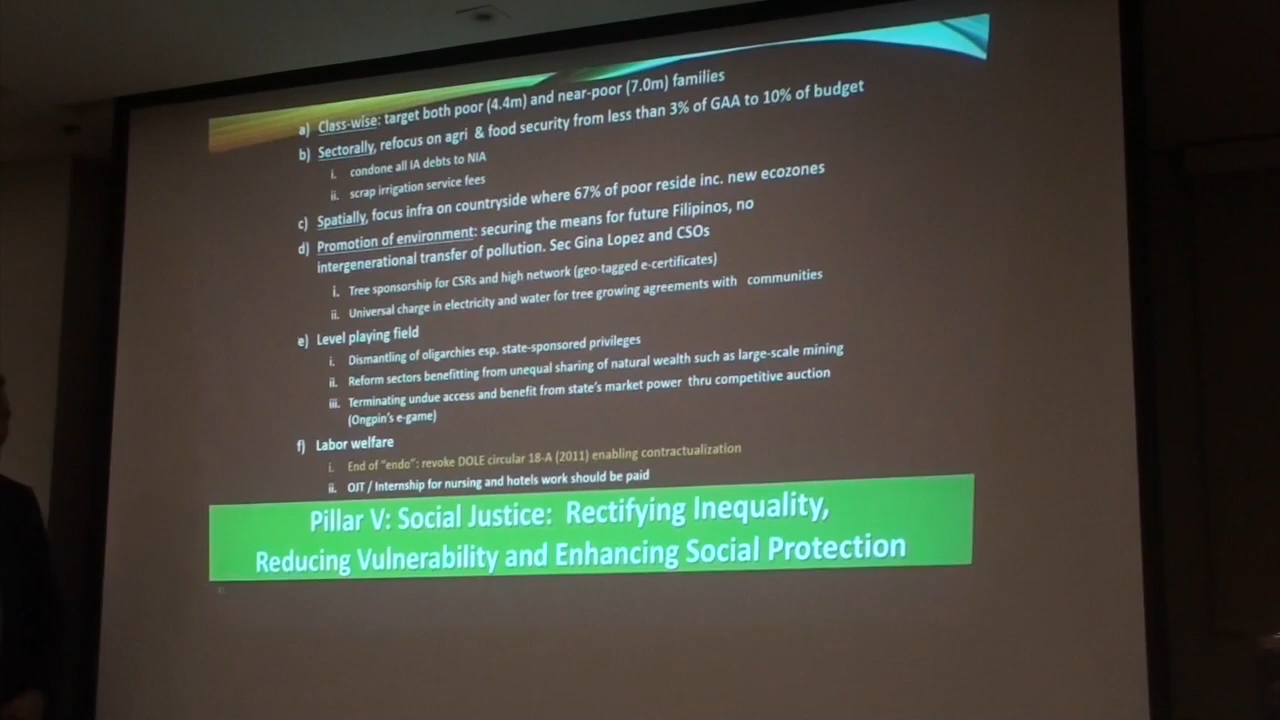 a) Class-wise: target both poor (4.4m) and near-poor (7.0m) families
b) Sectorally, refocus on agri & food security from less than 3% of GAA to 10% of budget
i. condone all IA debts to NIA
ii. scrap irrigation service fees
c) Spatially, focus infra on countryside where 67% of poor reside inc. new ecozones
d) Promotion of environment: securing the means for future Filipinos, no
intergenerational transfer of pollution. Sec Gina Lopez and CSOs
i. Tree sponsorship for CSRs and high network (geo-tagged e-certificates)
ii. Universal charge in electricity and water for tree growing agreements with communities
e) Level playing field
i. Dismantling of oligarchies esp. state-sponsored privileges
ii. Reform sectors benefitting from unequal sharing of natural wealth such as large-scale mining
iii. Terminating undue access and benefit from state's market power thru competitive auction
(Ongpin's e-game)
f) Labor welfare
i. End of "endo": revoke DOLE circular 18-A (2011) enabling contractualization
ii. OJT / Internship for nursing and hotels work should be paid
Pillar V: Social Justice: Rectifying Inequality,
Reducing Vulnerability and Enhancing Social Protection